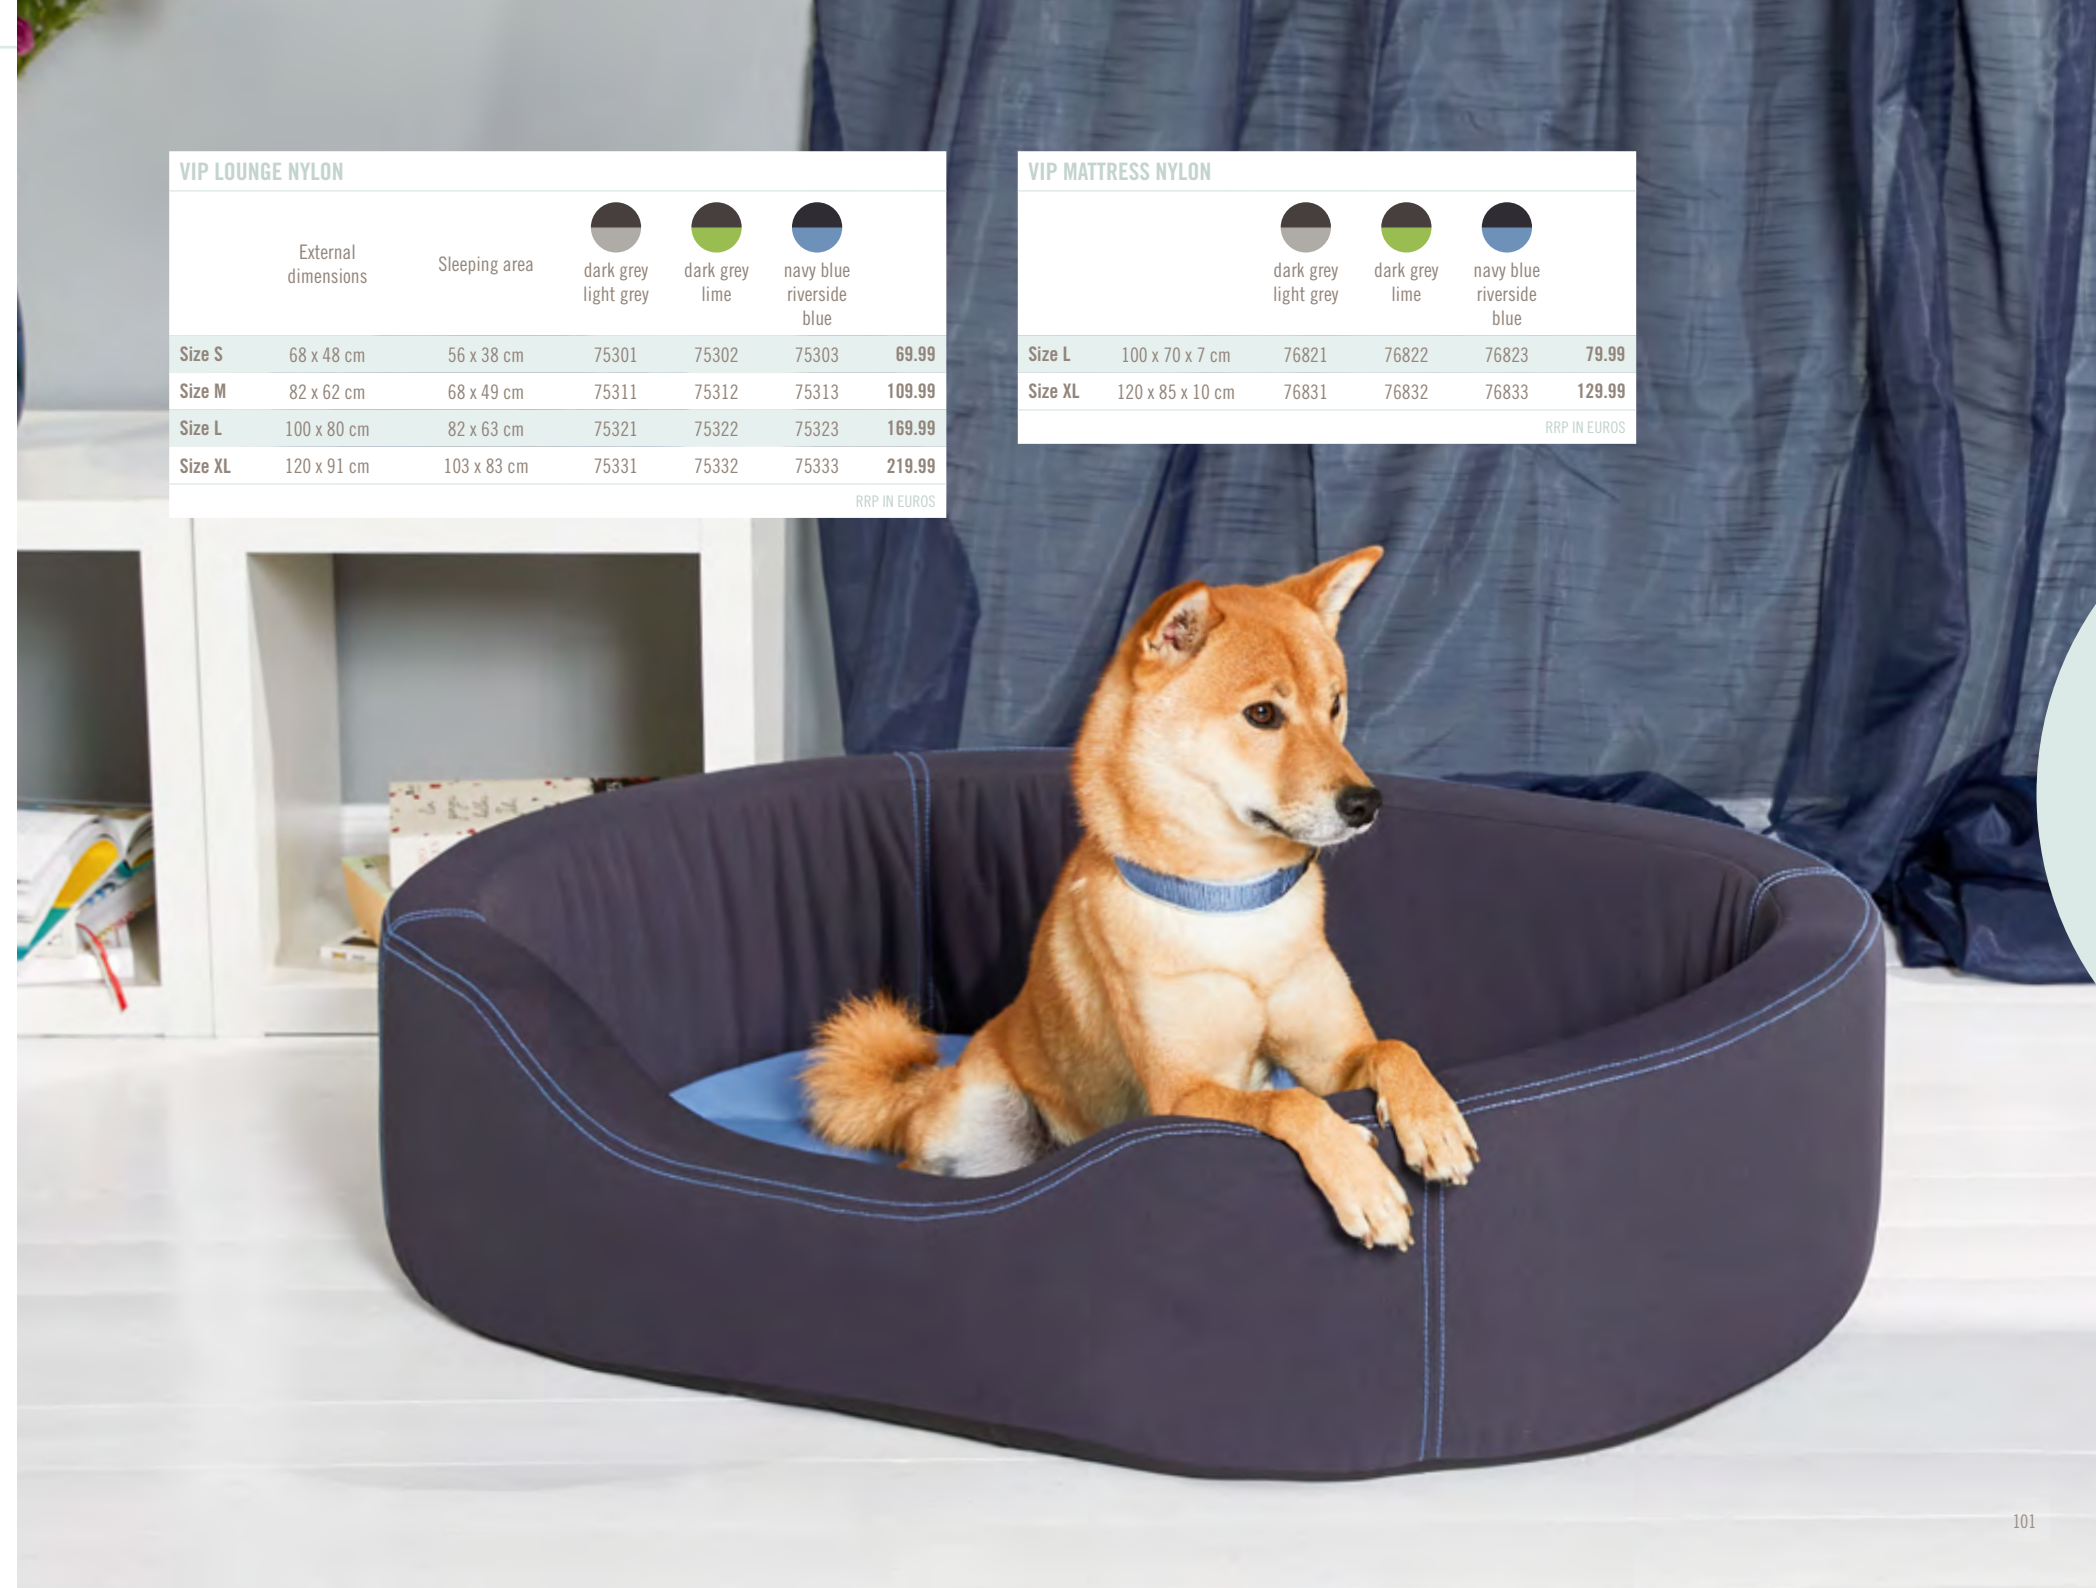 VIP LOUNGE NYLON
External dimensions
Sleeping area
dark grey light grey
dark grey lime
navy blue riverside blue
Size S 68 x 48 cm 56 x 38 cm 75301 75302 75303 69.99
Size M 82 x 62 cm 68 x 49 cm 75311 75312 75313 109.99
Size L 100 x 80 cm 82 x 63 cm 75321 75322 75323 169.99
Size XL 120 x 91 cm 103 x 83 cm 75331 75332 75333 219.99
RRP IN EUROS
VIP MATTRESS NYLON
dark grey light grey
dark grey lime
navy blue riverside blue
Size L 100 x 70 x 7 cm 76821 76822 76823 79.99
Size XL 120 x 85 x 10 cm 76831 76832 76833 129.99
RRP IN EUROS
101